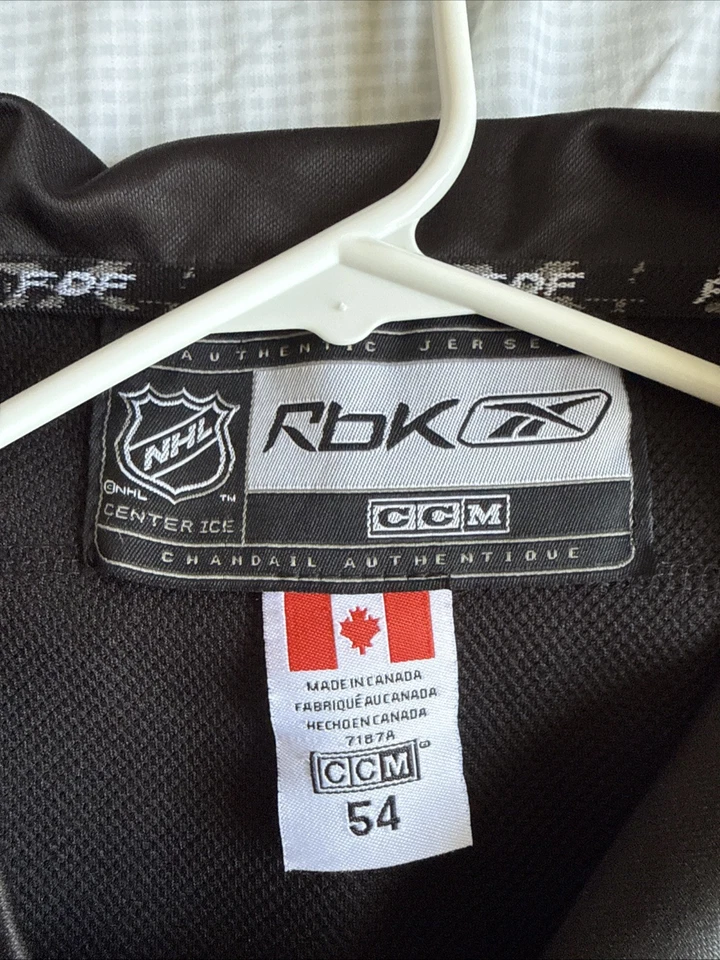 AUTHENTIC JERSE
NHL
©NHL ™
CENTER ICE
RbK
CCM
CHANDAIL AUTHENTIQUE
MADE IN CANADA
FABRIQUÉ AU CANADA
HECHO EN CANADA
7187A
CCM®
54